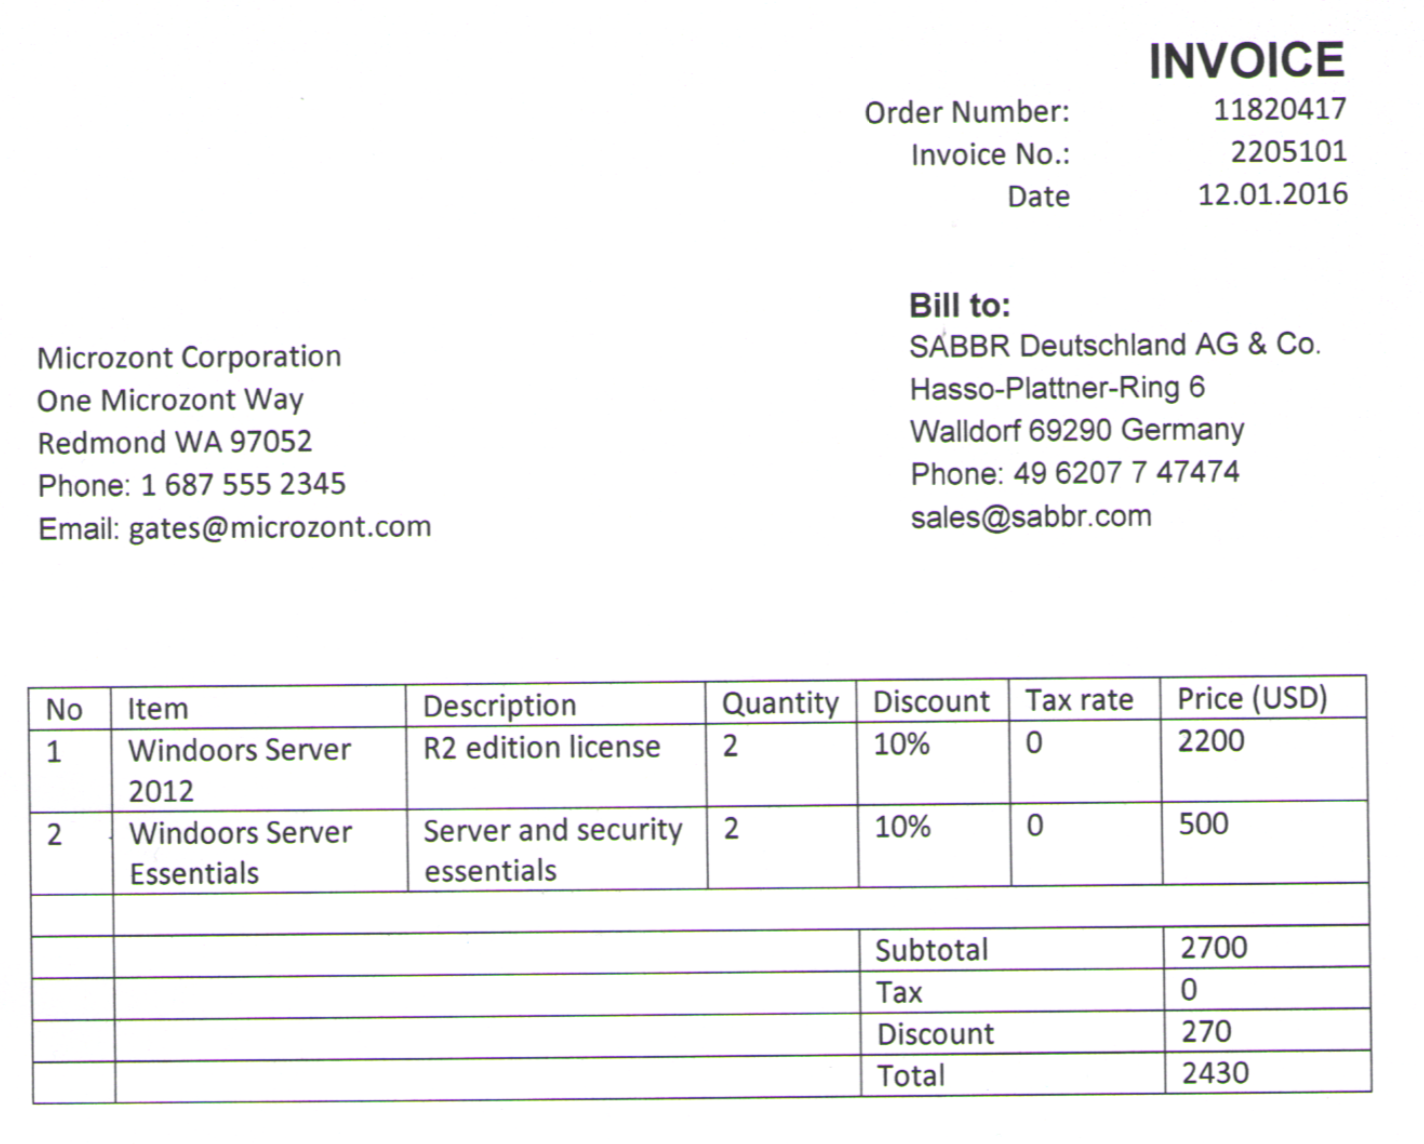 INVOICE
Order Number: 11820417
Invoice No.: 2205101
Date 12.01.2016
Bill to:
SABBR Deutschland AG & Co.
Hasso-Plattner-Ring 6
Walldorf 69290 Germany
Phone: 49 6207 7 47474
sales@sabbr.com
Microzont Corporation
One Microzont Way
Redmond WA 97052
Phone: 1 687 555 2345
Email: gates@microzont.com
No Item Description Quantity Discount Tax rate Price (USD)
1 Windoors Server R2 edition license 2 10% 0 2200
2012
2 Windoors Server Server and security 2 10% 0 500
Essentials essentials
Subtotal 2700
Tax 0
Discount 270
Total 2430